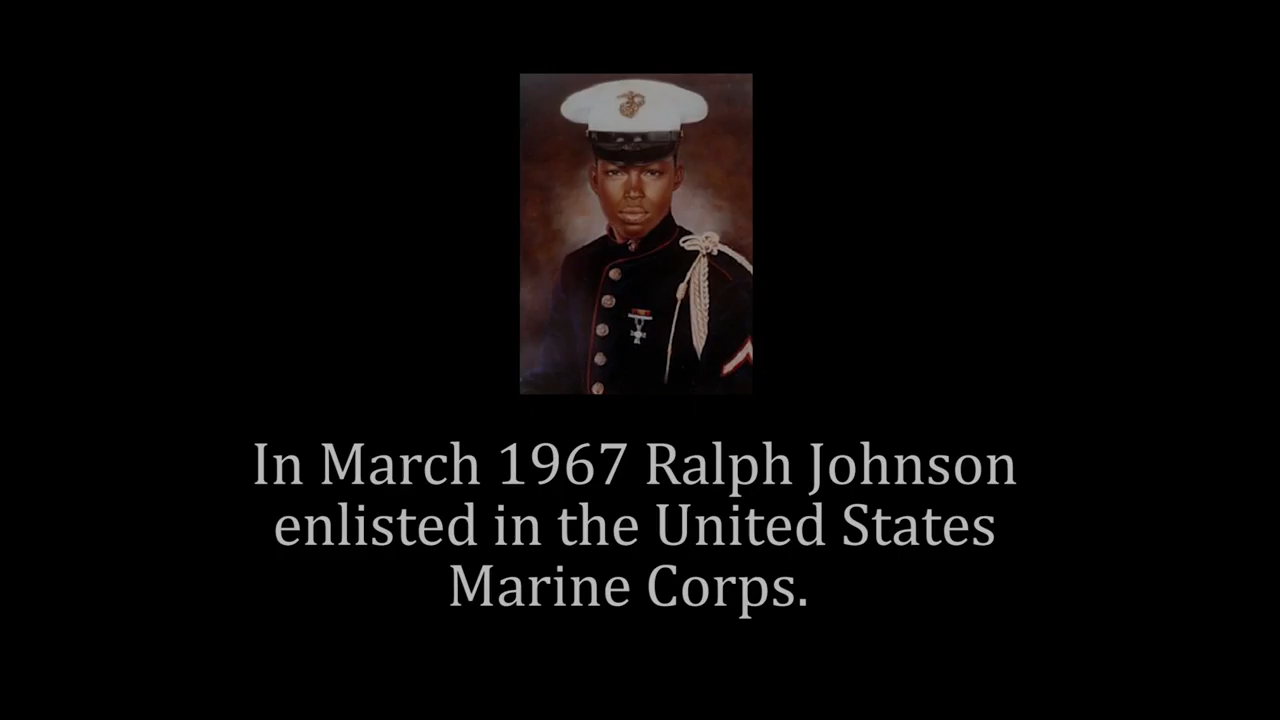 In March 1967 Ralph Johnson
enlisted in the United States
Marine Corps.